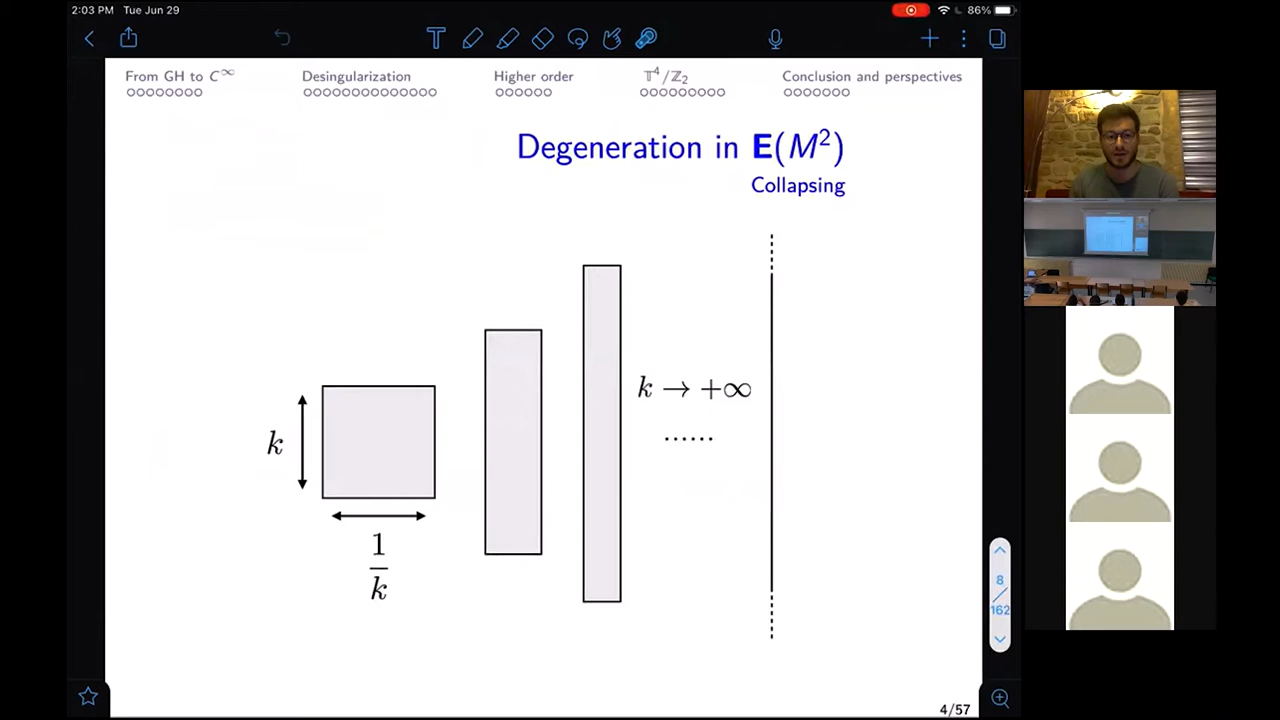 2:03 PM Tue Jun 29
86%
From GH to C^∞ Desingularization Higher order 𝕋⁴/ℤ₂ Conclusion and perspectives
Degeneration in E(M²)
Collapsing
k → +∞
......
k
1/k
8/162
4/57